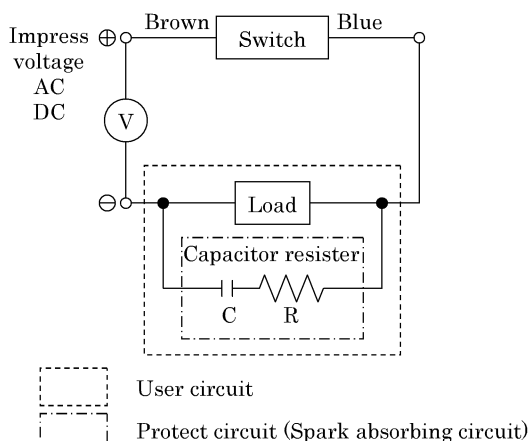 Brown
Blue
Impress
voltage
AC
DC
⊕
Switch
V
⊖
Load
Capacitor resister
C
R
User circuit
Protect circuit (Spark absorbing circuit)